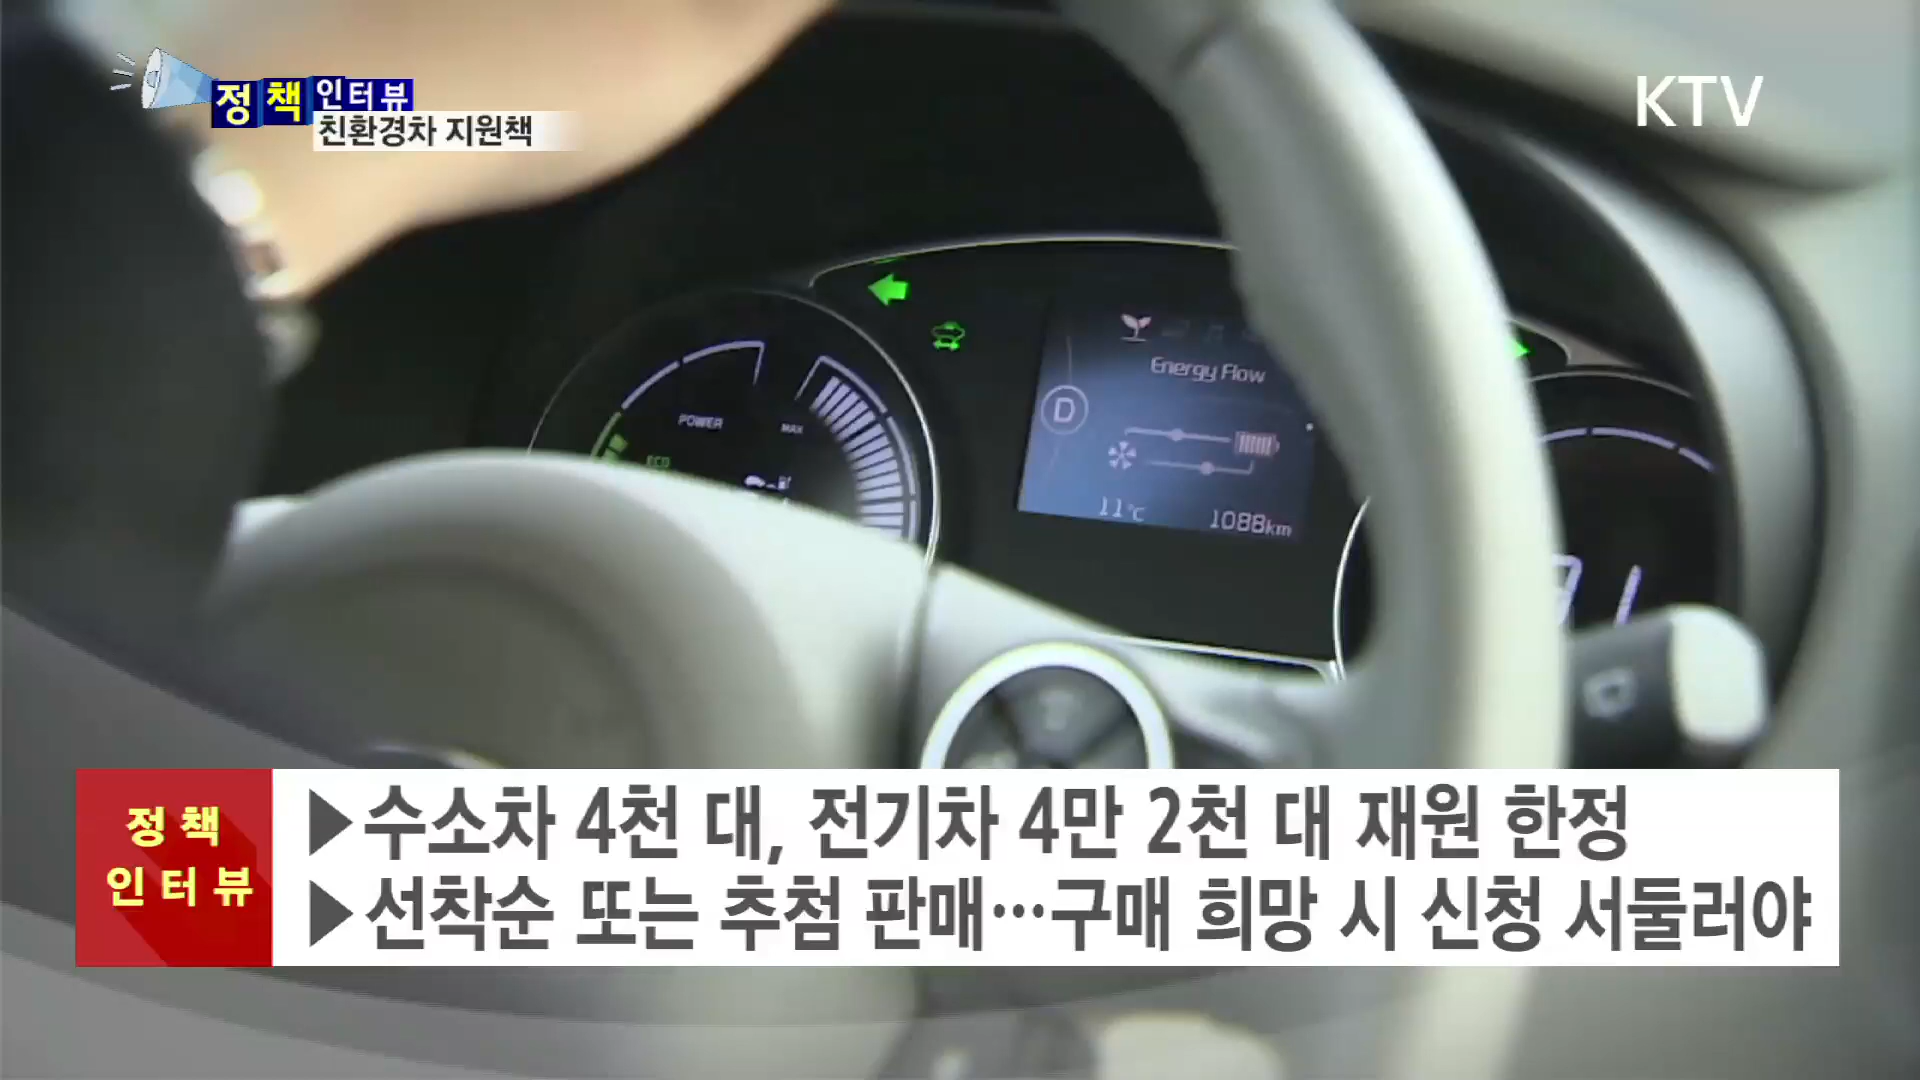 정책 인터뷰
친환경차 지원책
KTV
POWER
MAX
ECO
Energy Flow
D
11℃
1088km
정책
인터뷰
▶수소차 4천 대, 전기차 4만 2천 대 재원 한정
▶선착순 또는 추첨 판매…구매 희망 시 신청 서둘러야